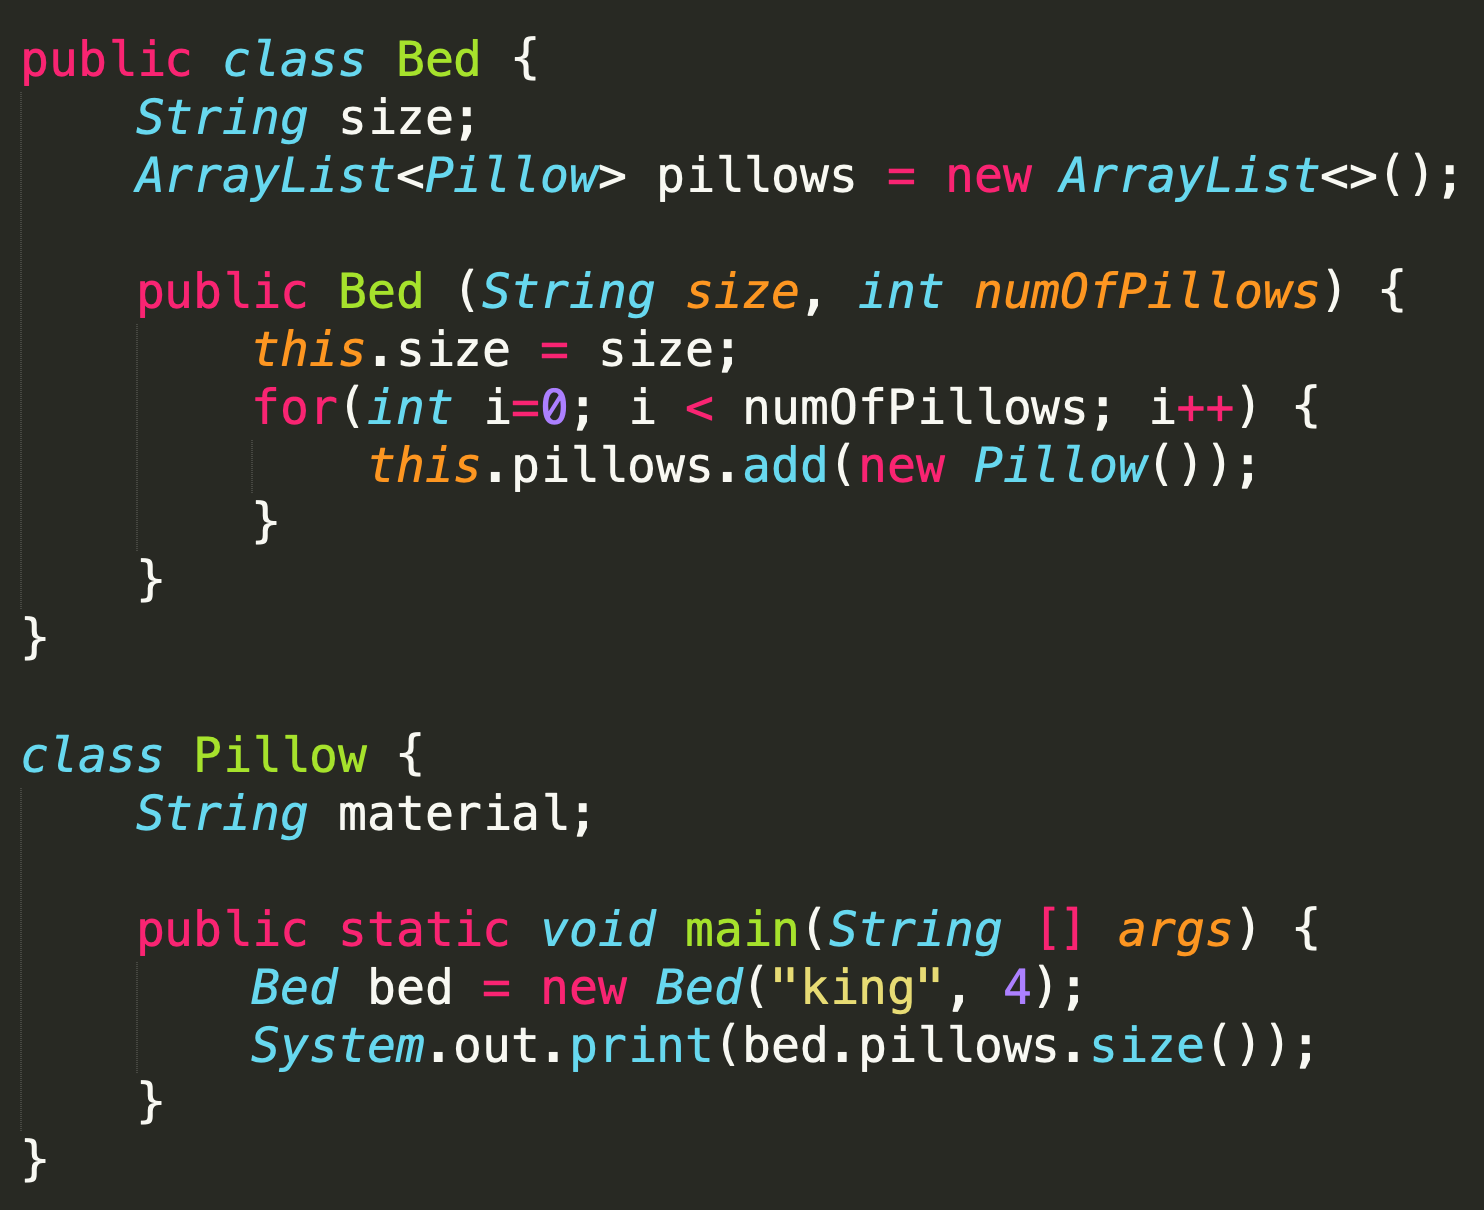 public class Bed {
    String size;
    ArrayList<Pillow> pillows = new ArrayList<>();

    public Bed (String size, int numOfPillows) {
        this.size = size;
        for(int i=0; i < numOfPillows; i++) {
            this.pillows.add(new Pillow());
        }
    }
}

class Pillow {
    String material;

    public static void main(String [] args) {
        Bed bed = new Bed("king", 4);
        System.out.print(bed.pillows.size());
    }
}